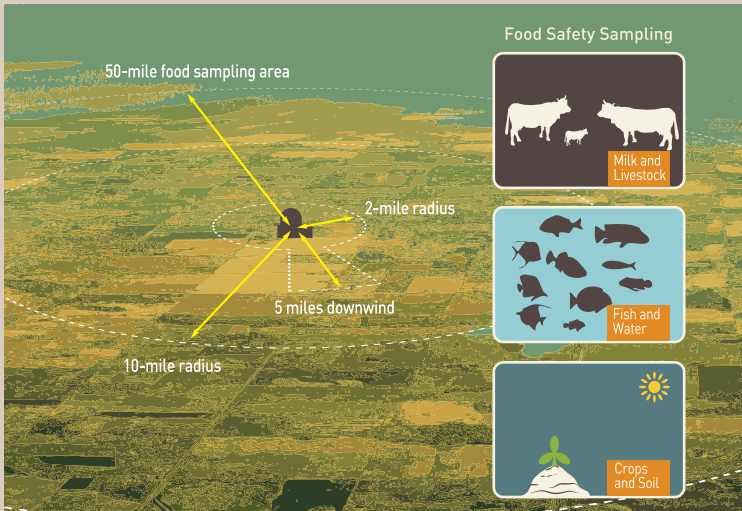 Food Safety Sampling
50-mile food sampling area
Milk and
Livestock
2-mile radius
5 miles downwind
Fish and
Water
10-mile radius
Crops
and Soil